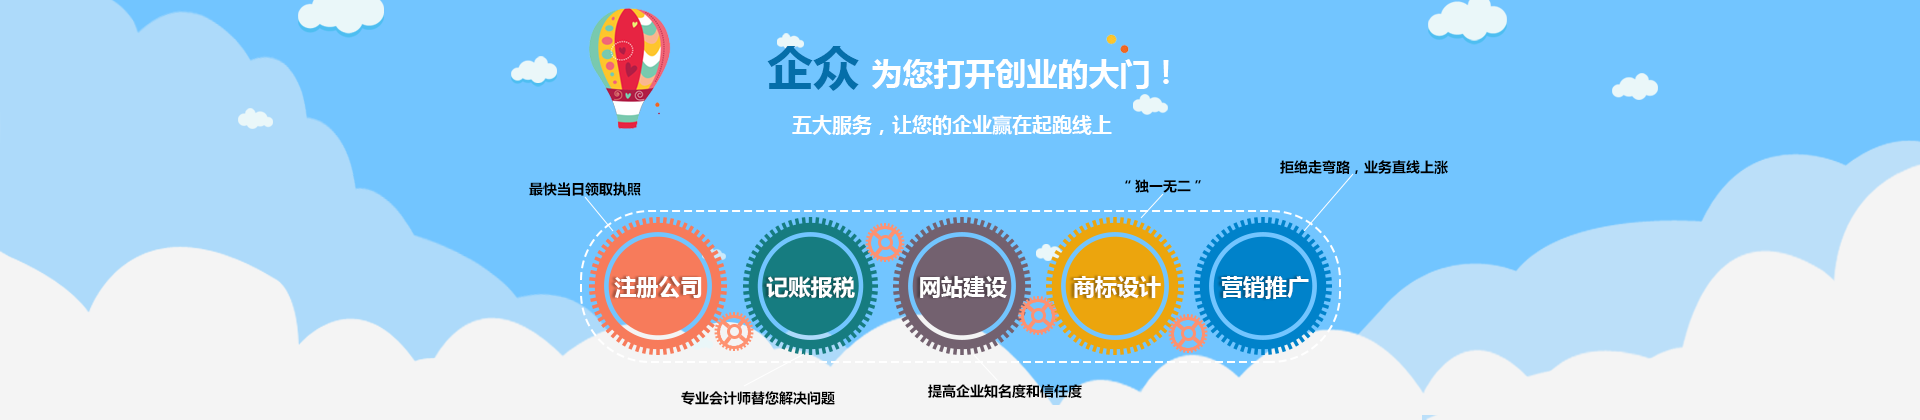 企众 为您打开创业的大门！
五大服务，让您的企业赢在起跑线上
最快当日领取执照
“独一无二”
拒绝走弯路，业务直线上涨
注册公司
记账报税
网站建设
商标设计
营销推广
专业会计师替您解决问题
提高企业知名度和信任度